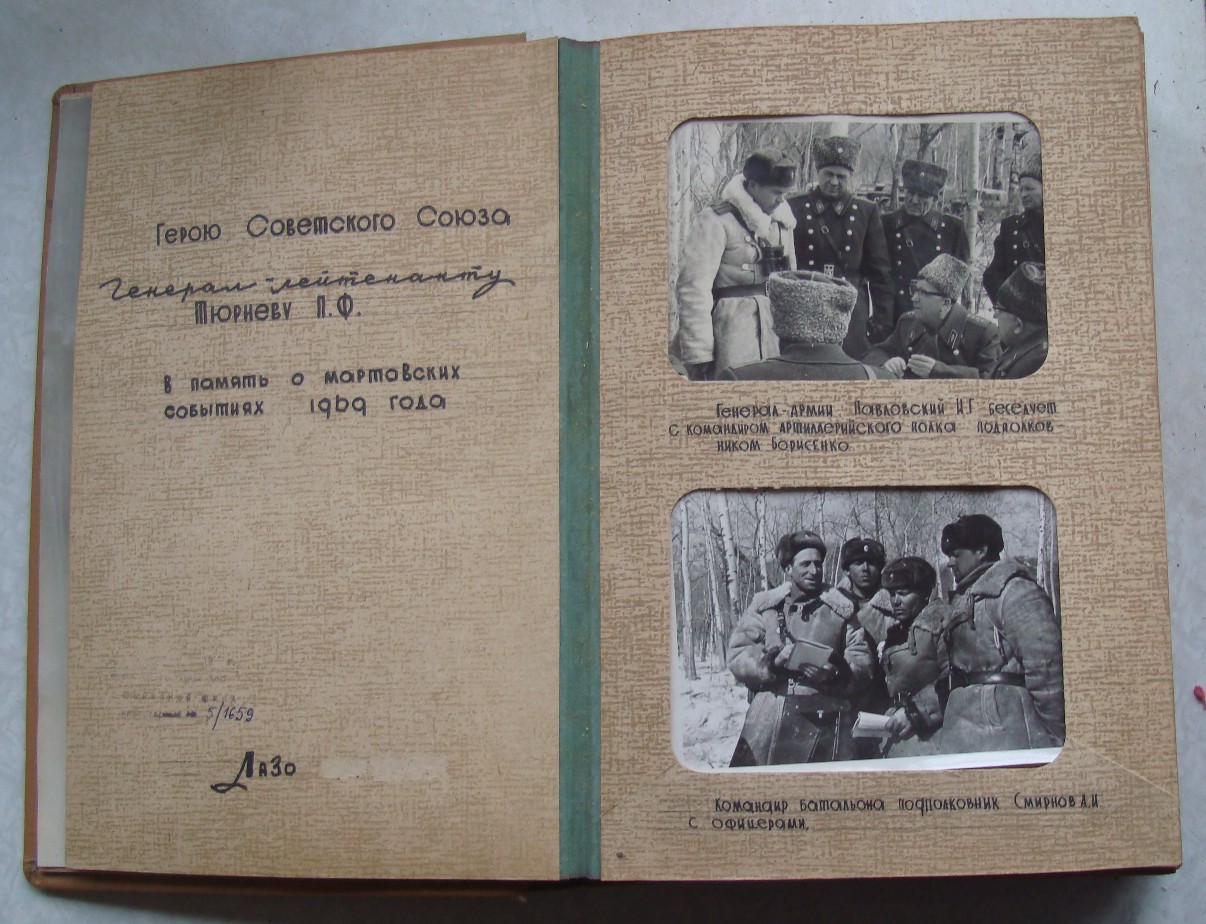 Герою Советского Союза
Генерал-лейтенанту
Тюрневу П.Ф.
в память о мартовских
событиях 1969 года
5/1659
Лазо
Генерал-армии Павловский И.Г беседует
с командиром артиллерийского полка подполков
ником Борисенко
Командир батальона подполковник Смирнов А.И
с офицерами.